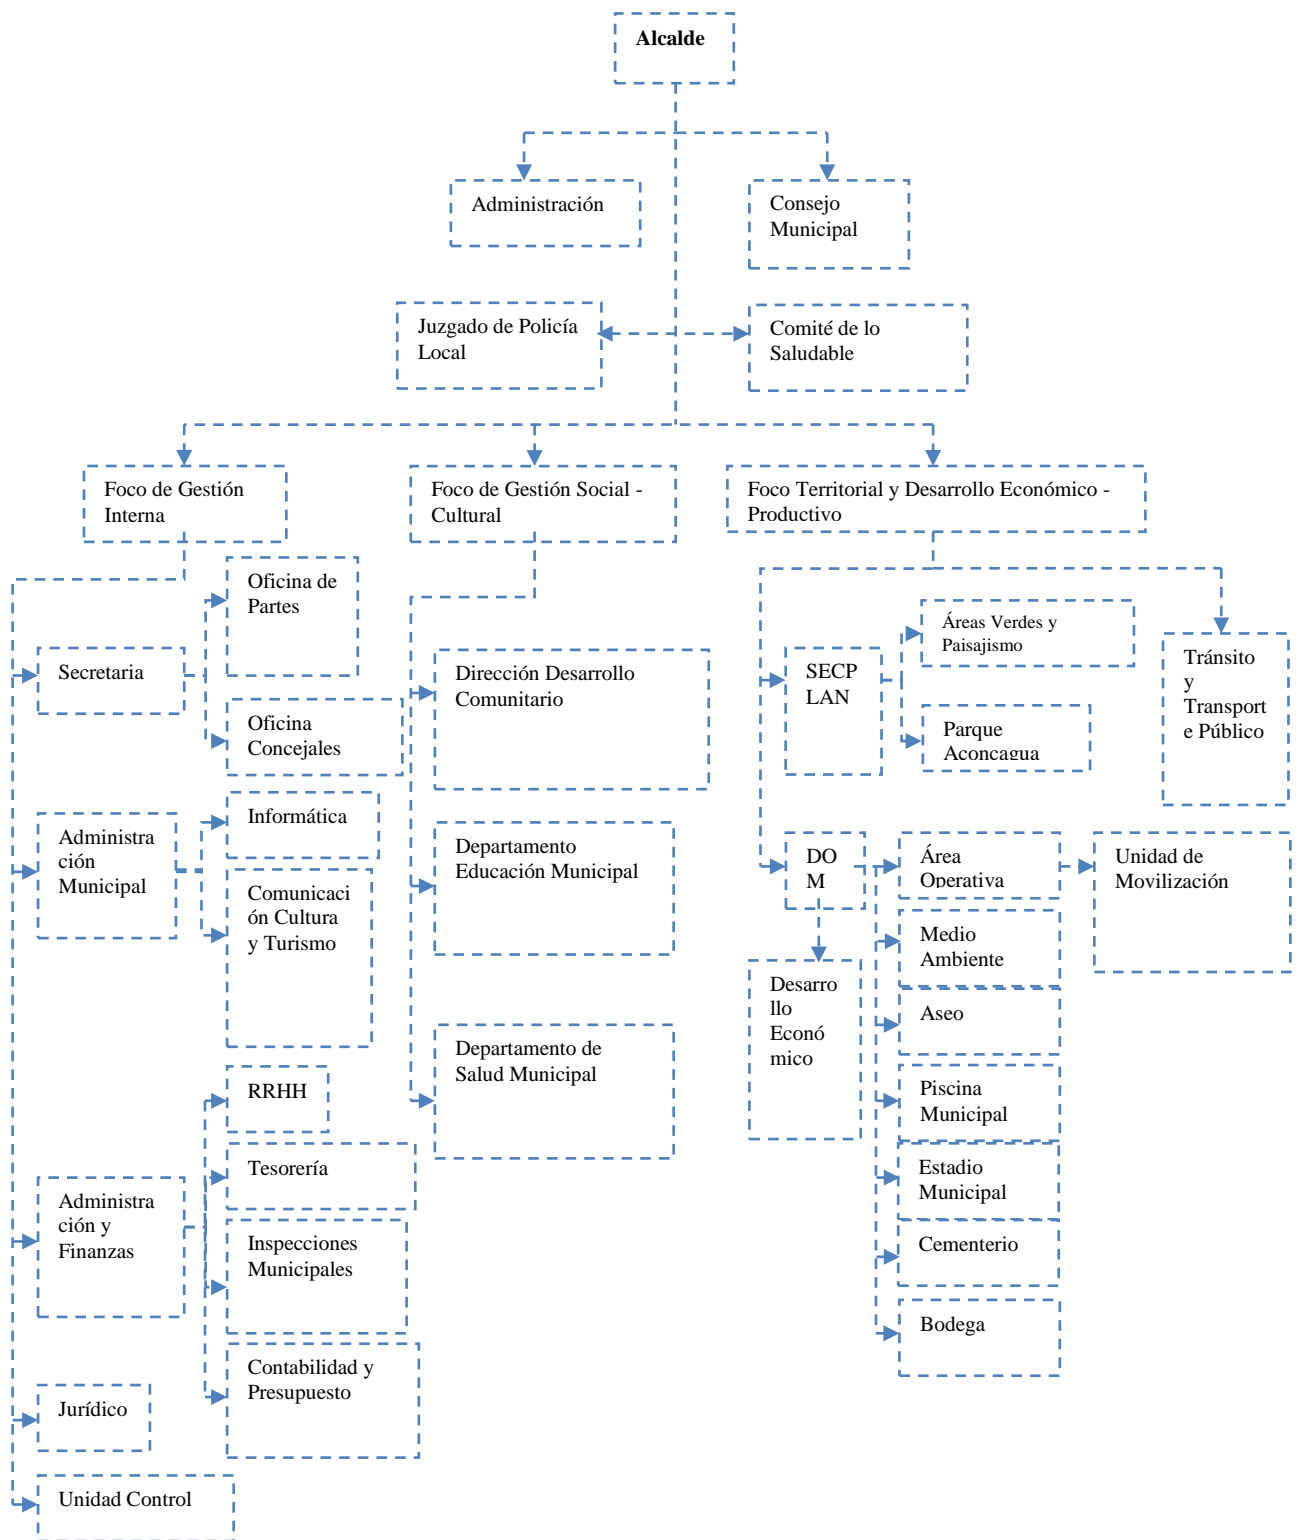 Alcalde
Administración
Consejo
Municipal
Juzgado de Policía
Local
Comité de lo
Saludable
Foco de Gestión
Interna
Foco de Gestión Social -
Cultural
Foco Territorial y Desarrollo Económico -
Productivo
Oficina de
Partes
Secretaria
Oficina
Concejales
Administra
ción
Municipal
Informática
Comunicaci
ón Cultura
y Turismo
RRHH
Tesorería
Administra
ción y
Finanzas
Inspecciones
Municipales
Contabilidad y
Presupuesto
Jurídico
Unidad Control
Dirección Desarrollo
Comunitario
Departamento
Educación Municipal
Departamento de
Salud Municipal
SECP
LAN
Áreas Verdes y
Paisajismo
Parque
Aconcagua
Tránsito
y
Transport
e Público
DO
M
Área
Operativa
Unidad de
Movilización
Desarro
llo
Econó
mico
Medio
Ambiente
Aseo
Piscina
Municipal
Estadio
Municipal
Cementerio
Bodega